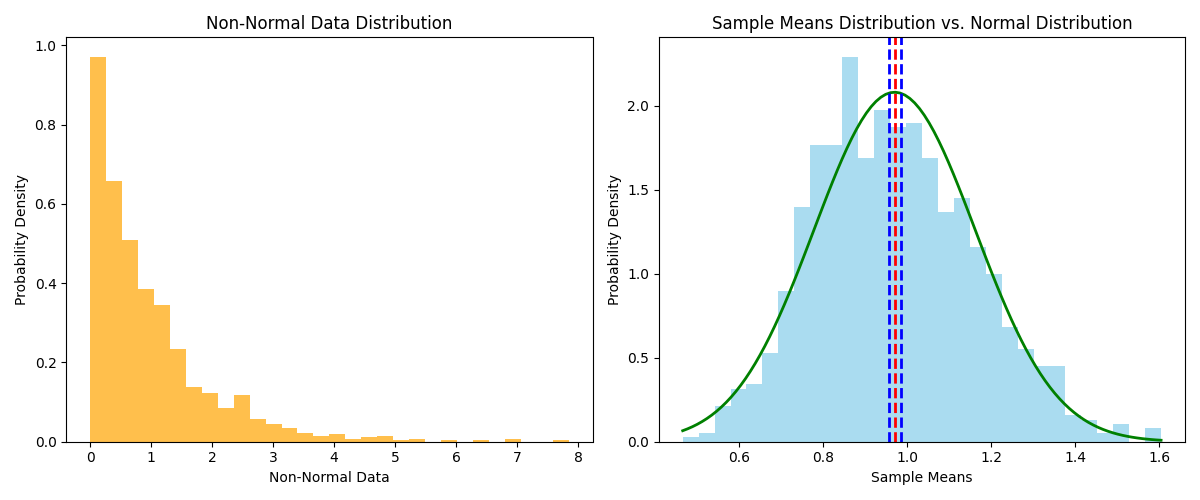 Non-Normal Data Distribution
Probability Density
1.0
0.8
0.6
0.4
0.2
0.0
0 1 2 3 4 5 6 7 8
Non-Normal Data
Sample Means Distribution vs. Normal Distribution
Probability Density
2.0
1.5
1.0
0.5
0.0
0.6 0.8 1.0 1.2 1.4 1.6
Sample Means